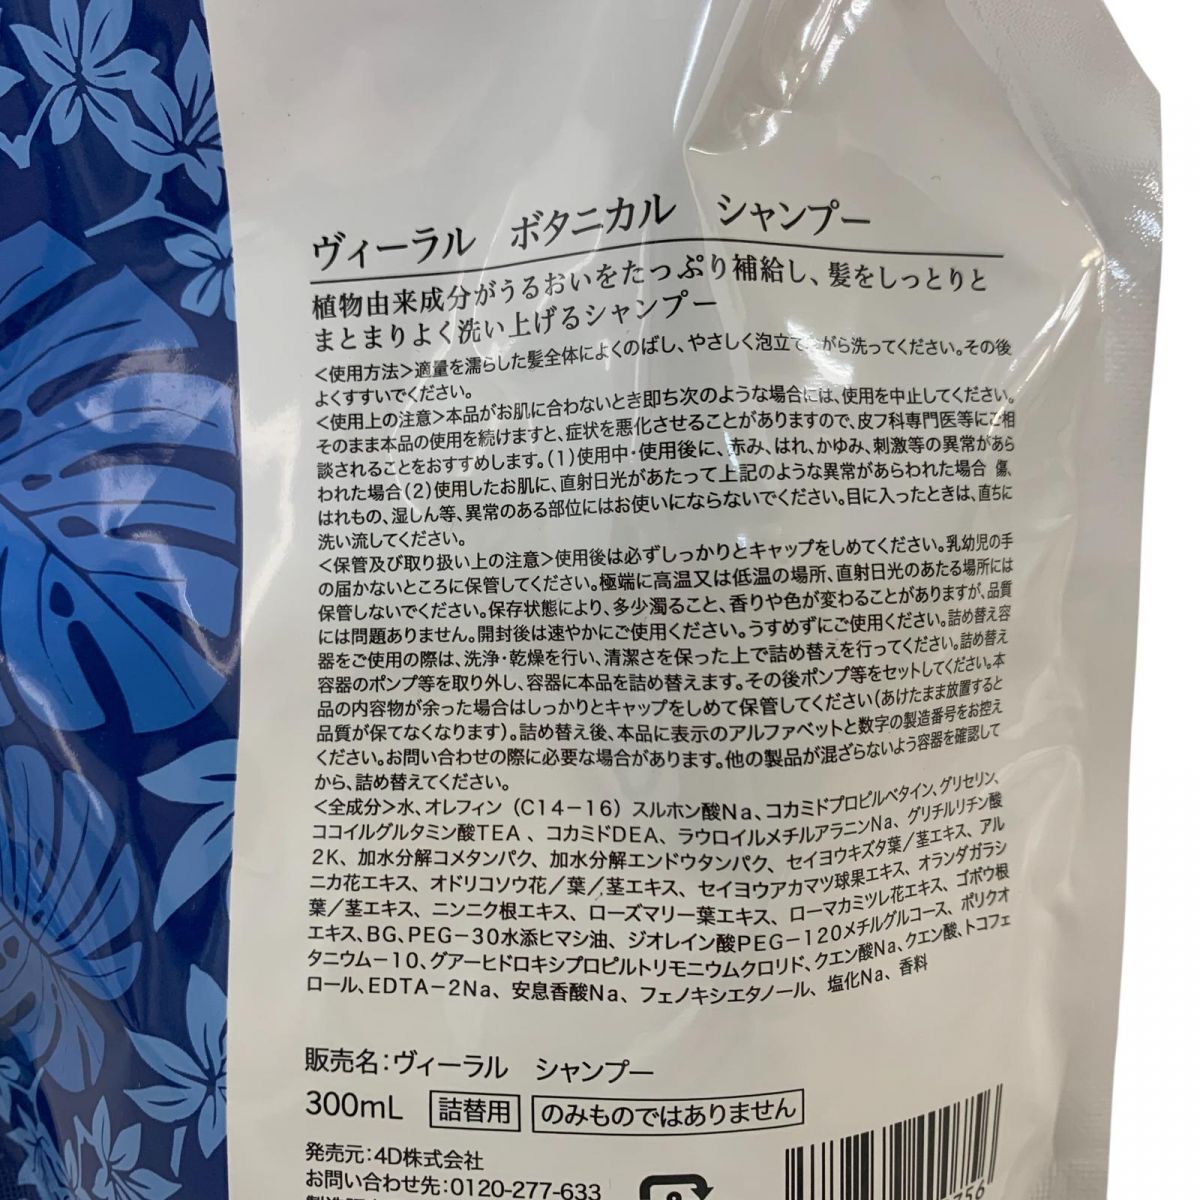 ヴィーラル ボタニカル シャンプー
植物由来成分がうるおいをたっぷり補給し、髪をしっとりと
まとまりよく洗い上げるシャンプー
＜使用方法＞適量を濡らした髪全体によくのばし、やさしく泡立て がら洗ってください。その後
よくすすいでください。
＜使用上の注意＞本品がお肌に合わないとき即ち次のような場合には、使用を中止してください。
そのまま本品の使用を続けますと、症状を悪化させることがありますので、皮フ科専門医等にご相
談されることをおすすめします。(1)使用中・使用後に、赤み、はれ、かゆみ、刺激等の異常があら
われた場合(2)使用したお肌に、直射日光があたって上記のような異常があらわれた場合 傷、
はれもの、湿しん等、異常のある部位にはお使いにならないでください。目に入ったときは、直ちに
洗い流してください。
＜保管及び取り扱い上の注意＞使用後は必ずしっかりとキャップをしめてください。乳幼児の手
の届かないところに保管してください。極端に高温又は低温の場所、直射日光のあたる場所には
保管しないでください。保存状態により、多少濁ること、香りや色が変わることがありますが、品質
には問題ありません。開封後は速やかにご使用ください。うすめずにご使用ください。詰め替え容
器をご使用の際は、洗浄・乾燥を行い、清潔さを保った上で詰め替えを行ってください。詰め替え
容器のポンプ等を取り外し、容器に本品を詰め替えます。その後ポンプ等をセットしてください。本
品の内容物が余った場合はしっかりとキャップをしめて保管してください(あけたまま放置すると
品質が保てなくなります)。詰め替え後、本品に表示のアルファベットと数字の製造番号をお控え
ください。お問い合わせの際に必要な場合があります。他の製品が混ざらないよう容器を確認して
から、詰め替えてください。
＜全成分＞水、オレフィン（C14－16）スルホン酸Na、コカミドプロピルベタイン、グリセリン、
ココイルグルタミン酸TEA、コカミドDEA、ラウロイルメチルアラニンNa、グリチルリチン酸
2K、加水分解コメタンパク、加水分解エンドウタンパク、セイヨウキズタ葉／茎エキス、アル
ニカ花エキス、オドリコソウ花／葉／茎エキス、セイヨウアカマツ球果エキス、オランダガラシ
葉／茎エキス、ニンニク根エキス、ローズマリー葉エキス、ローマカミツレ花エキス、ゴボウ根
エキス、BG、PEG－30水添ヒマシ油、ジオレイン酸PEG－120メチルグルコース、ポリクオ
タニウム－10、グアーヒドロキシプロピルトリモニウムクロリド、クエン酸Na、クエン酸、トコフェ
ロール、EDTA－2Na、安息香酸Na、フェノキシエタノール、塩化Na、香料
販売名：ヴィーラル シャンプー
300mL 詰替用 のみものではありません
発売元：4D株式会社
お問い合わせ先：0120-277-633